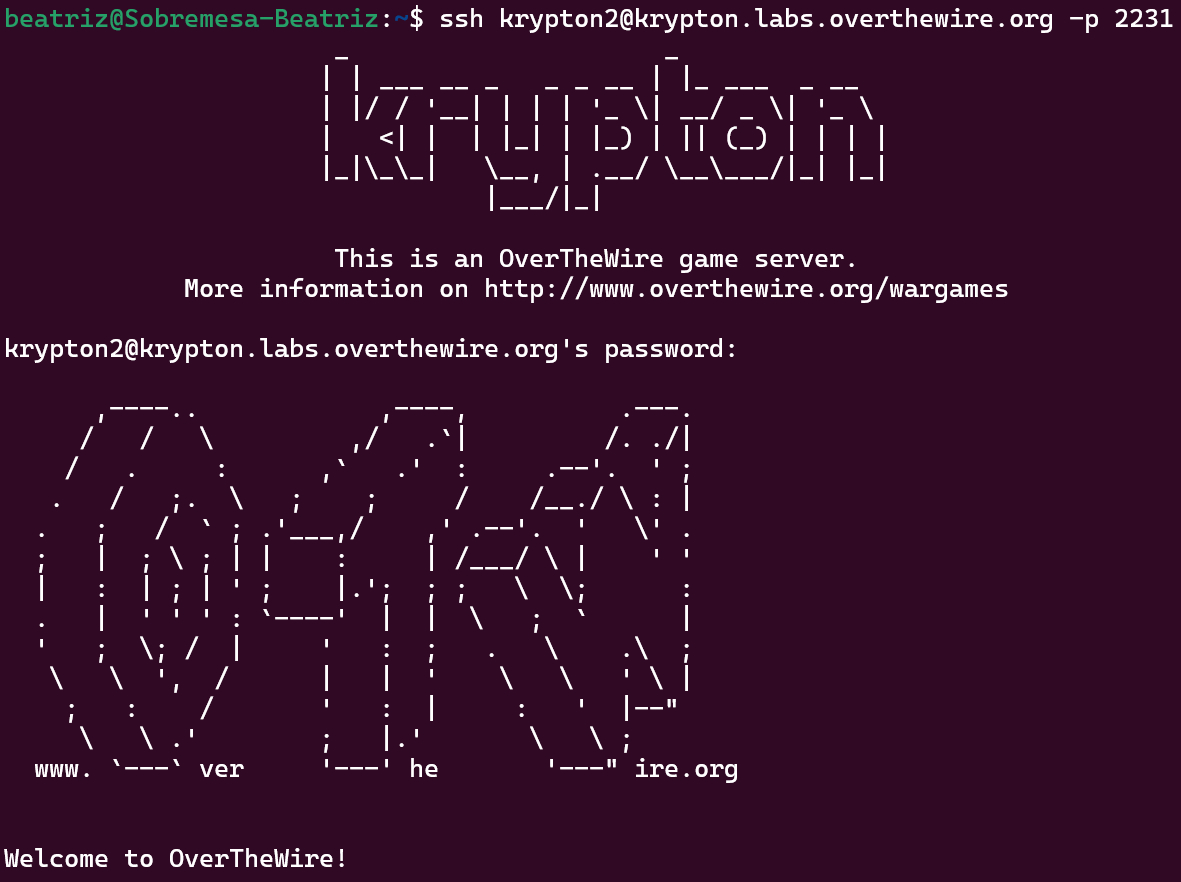 beatriz@Sobremesa-Beatriz:~$ ssh krypton2@krypton.labs.overthewire.org -p 2231
krypton
This is an OverTheWire game server.
More information on http://www.overthewire.org/wargames
krypton2@krypton.labs.overthewire.org's password:
www. ver he ire.org
Welcome to OverTheWire!